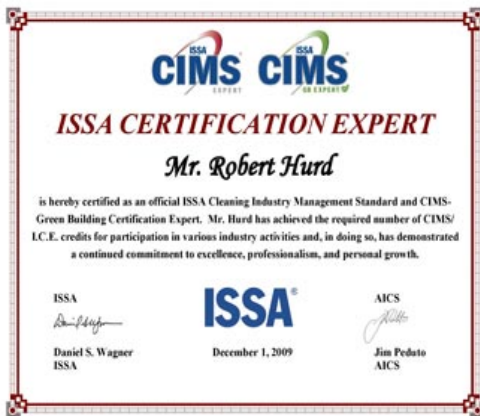 ISSA ISSA
CIMS CIMS
EXPERT GB EXPERT
ISSA CERTIFICATION EXPERT
Mr. Robert Hurd
is hereby certified as an official ISSA Cleaning Industry Management Standard and CIMS-
Green Building Certification Expert. Mr. Hurd has achieved the required number of CIMS/
I.C.E. credits for participation in various industry activities and, in doing so, has demonstrated
a continued commitment to excellence, professionalism, and personal growth.
ISSA ISSA® AICS
Daniel S. Wagner December 1, 2009 Jim Peduto
ISSA AICS